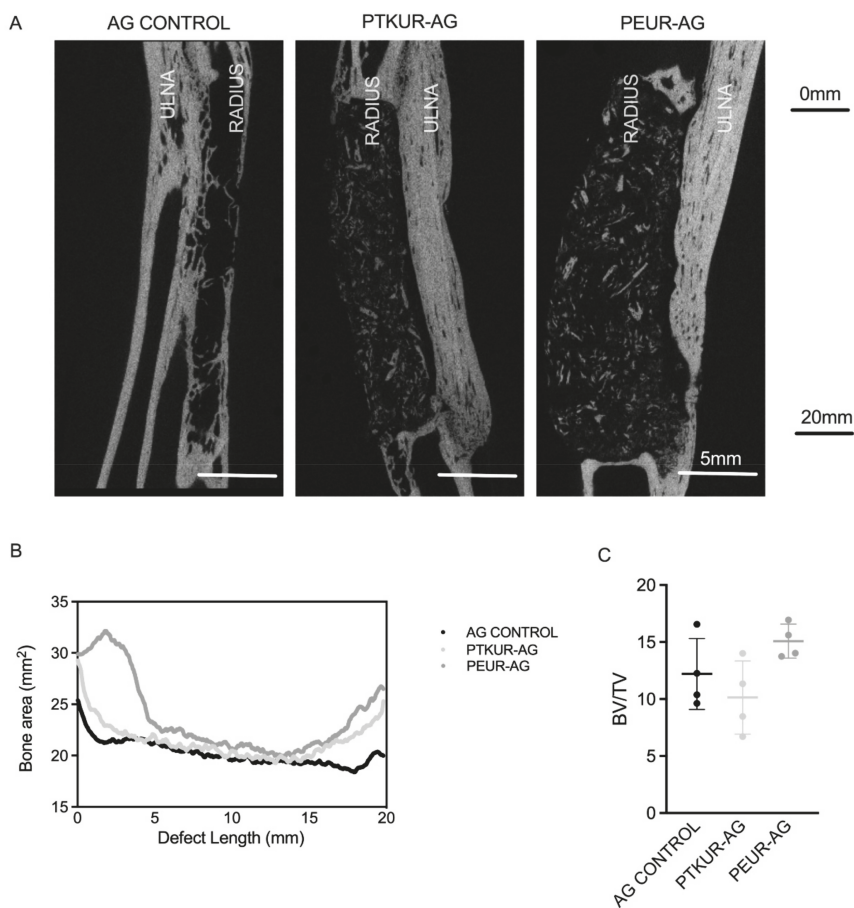 A
AG CONTROL
PTKUR-AG
PEUR-AG
ULNA
RADIUS
RADIUS
ULNA
RADIUS
ULNA
0mm
20mm
5mm
B
35
30
25
20
15
Bone area (mm²)
0
5
10
15
20
Defect Length (mm)
AG CONTROL
PTKUR-AG
PEUR-AG
C
20
15
10
5
0
BV/TV
AG CONTROL
PTKUR-AG
PEUR-AG